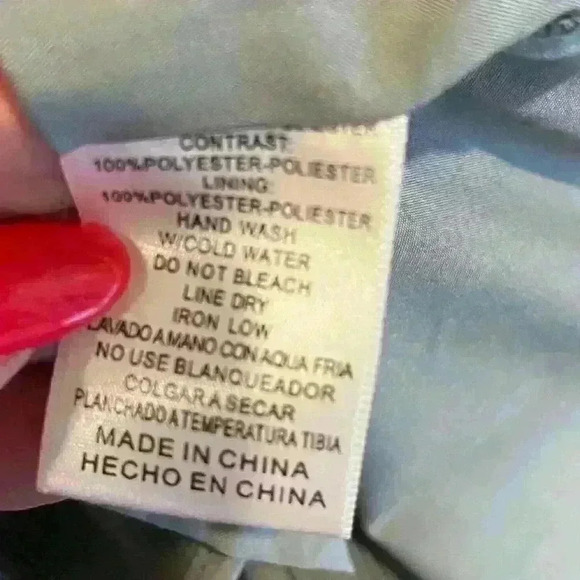 CONTRAST:
100%POLYESTER-POLIESTER
LINING:
100%POLYESTER-POLIESTER
HAND WASH
W/COLD WATER
DO NOT BLEACH
LINE DRY
IRON LOW
LAVADO A MANO CON AQUA FRIA
NO USE BLANQUEADOR
COLGAR A SECAR
PLANCHADO A TEMPERATURA TIBIA
MADE IN CHINA
HECHO EN CHINA